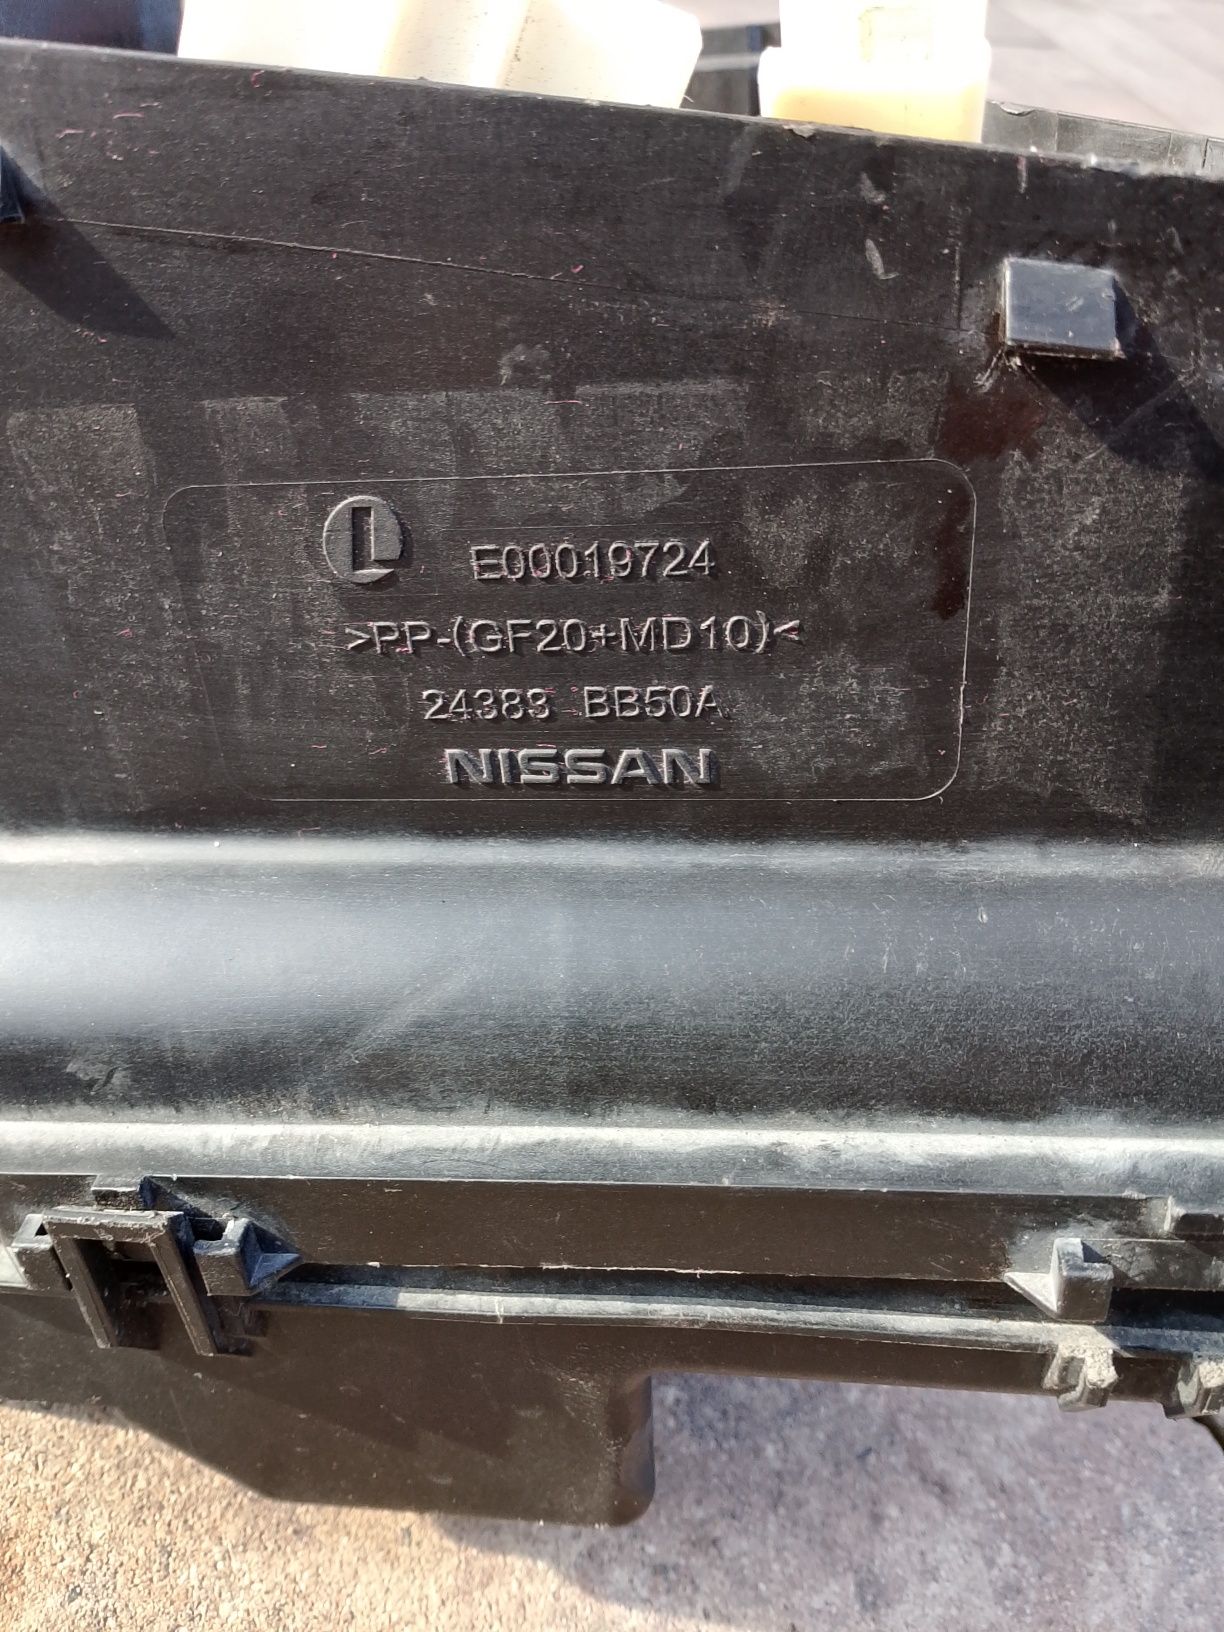 L
E00019724
>PP-(GF20+MD10)<
24383 BB50A
NISSAN